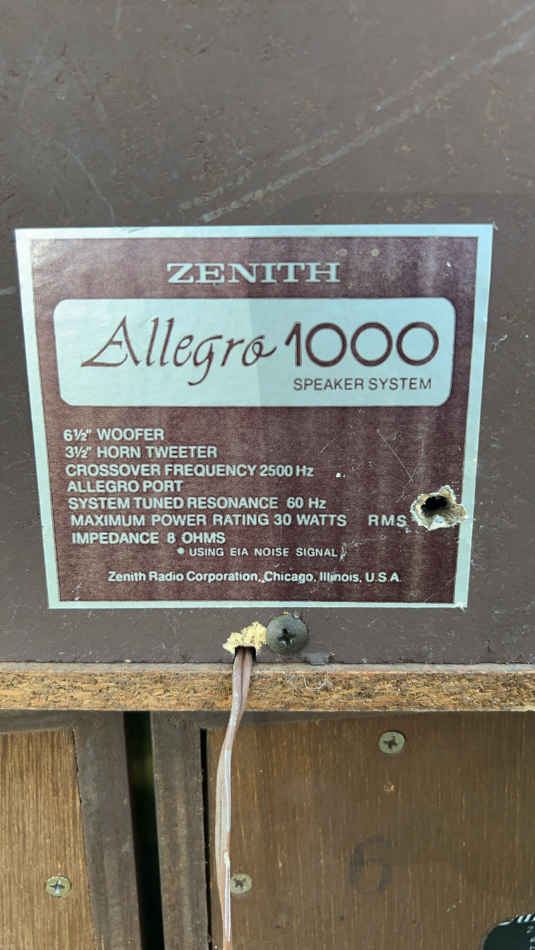 ZENITH
Allegro 1000
SPEAKER SYSTEM
6½" WOOFER
3½" HORN TWEETER
CROSSOVER FREQUENCY 2500 Hz
ALLEGRO PORT
SYSTEM TUNED RESONANCE 60 Hz
MAXIMUM POWER RATING 30 WATTS RMS
IMPEDANCE 8 OHMS
* USING EIA NOISE SIGNAL
Zenith Radio Corporation, Chicago, Illinois, U.S.A.
6